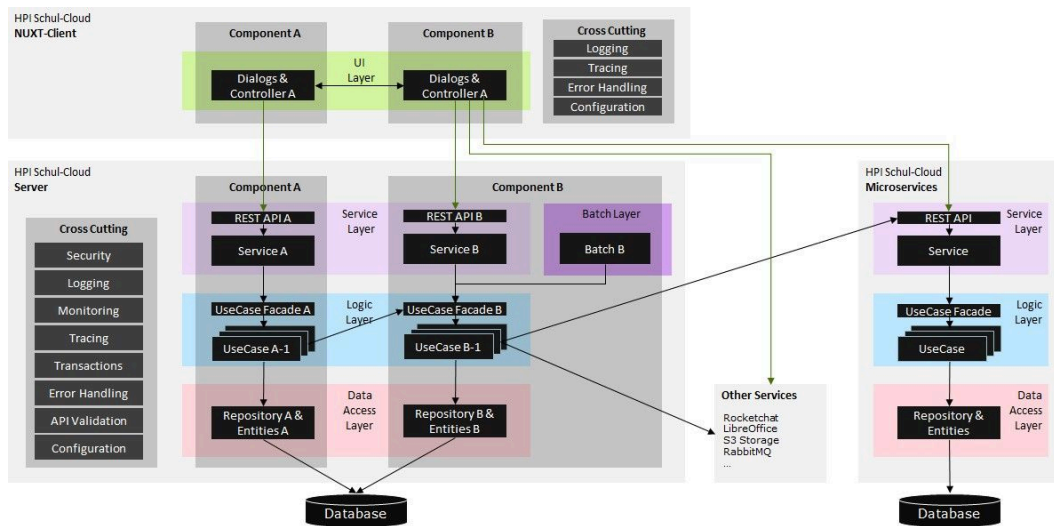 HPI Schul-Cloud
NUXT-Client
Component A
Component B
UI
Layer
Dialogs &
Controller A
Dialogs &
Controller A
Cross Cutting
Logging
Tracing
Error Handling
Configuration
HPI Schul-Cloud
Server
Cross Cutting
Security
Logging
Monitoring
Tracing
Transactions
Error Handling
API Validation
Configuration
Component A
Component B
REST API A
Service A
Service
Layer
REST API B
Service B
Batch Layer
Batch B
UseCase Facade A
UseCase A-1
Logic
Layer
UseCase Facade B
UseCase B-1
Repository A &
Entities A
Data
Access
Layer
Repository B &
Entities B
Database
Other Services
Rocketchat
LibreOffice
S3 Storage
RabbitMQ
...
HPI Schul-Cloud
Microservices
REST API
Service
Service
Layer
UseCase Facade
UseCase
Logic
Layer
Repository &
Entities
Data
Access
Layer
Database